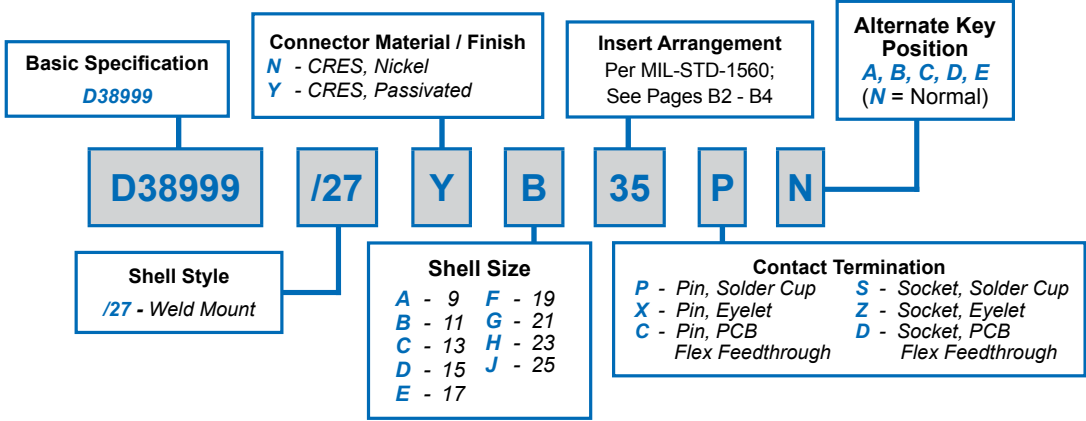 Basic Specification
D38999
Connector Material / Finish
N - CRES, Nickel
Y - CRES, Passivated
Insert Arrangement
Per MIL-STD-1560;
See Pages B2 - B4
Alternate Key
Position
A, B, C, D, E
(N = Normal)
D38999 /27 Y B 35 P N
Shell Style
/27 - Weld Mount
Shell Size
A - 9 F - 19
B - 11 G - 21
C - 13 H - 23
D - 15 J - 25
E - 17
Contact Termination
P - Pin, Solder Cup S - Socket, Solder Cup
X - Pin, Eyelet Z - Socket, Eyelet
C - Pin, PCB D - Socket, PCB
Flex Feedthrough Flex Feedthrough